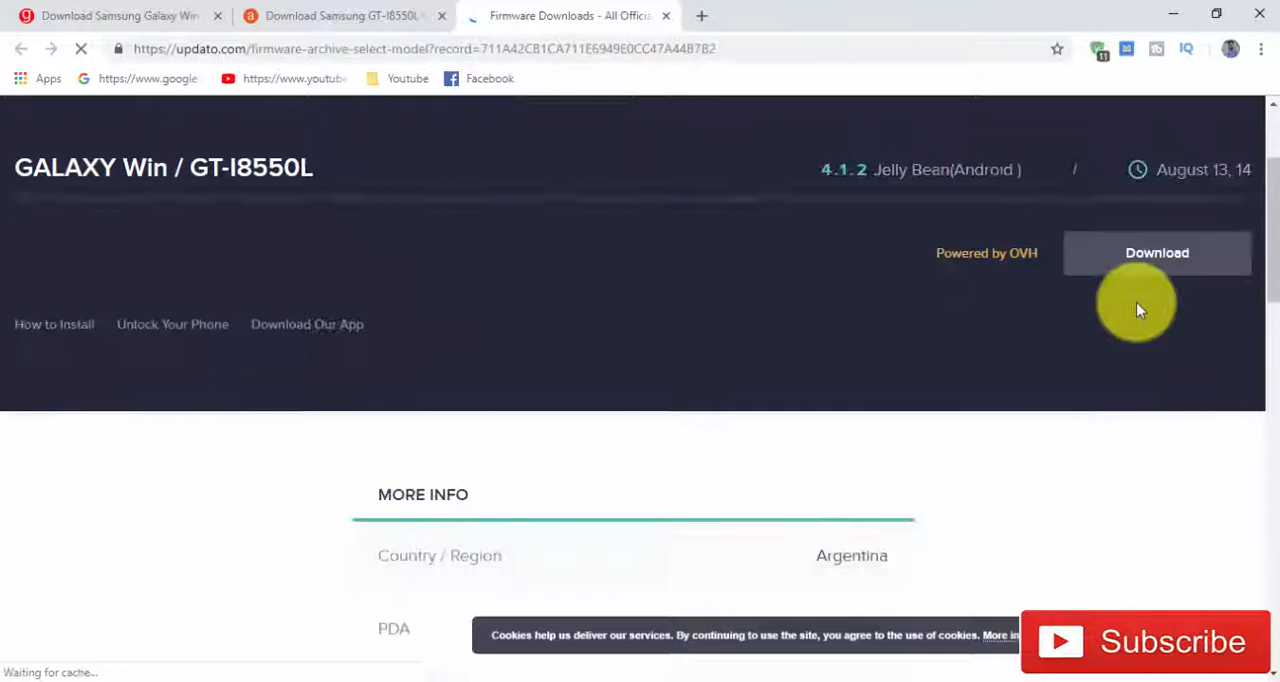 Download Samsung Galaxy Win
Download Samsung GT-I8550L
Firmware Downloads - All Officia
https://updato.com/firmware-archive-select-model?record=711A42CB1CA711E6949E0CC47A44B7B2
11
Apps
https://www.google
https://www.youtube
Youtube
Facebook
GALAXY Win / GT-I8550L
4.1.2 Jelly Bean(Android ) / August 13, 14
Powered by OVH
Download
How to Install Unlock Your Phone Download Our App
MORE INFO
Country / Region Argentina
PDA
Cookies help us deliver our services. By continuing to use the site, you agree to the use of cookies. More in
Subscribe
Waiting for cache...